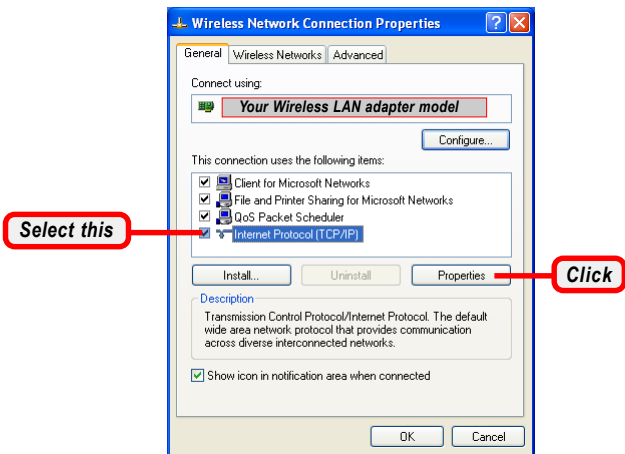 Wireless Network Connection Properties
General Wireless Networks Advanced
Connect using:
Your Wireless LAN adapter model
Configure...
This connection uses the following items:
Client for Microsoft Networks
File and Printer Sharing for Microsoft Networks
QoS Packet Scheduler
Select this
Internet Protocol (TCP/IP)
Install... Uninstall Properties
Click
Description
Transmission Control Protocol/Internet Protocol. The default
wide area network protocol that provides communication
across diverse interconnected networks.
Show icon in notification area when connected
OK Cancel